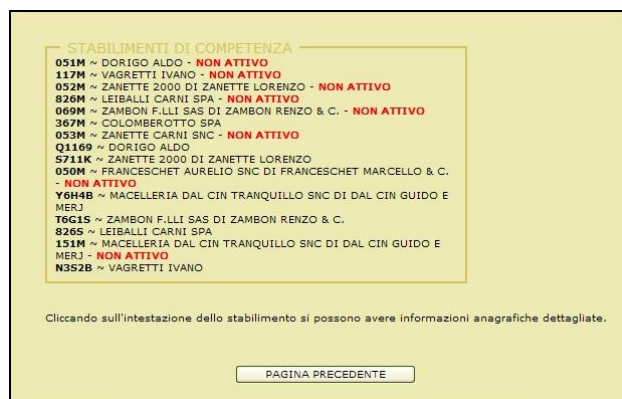 STABILIMENTI DI COMPETENZA
051M ~ DORIGO ALDO - NON ATTIVO
117M ~ VAGRETTI IVANO - NON ATTIVO
052M ~ ZANETTE 2000 DI ZANETTE LORENZO - NON ATTIVO
826M ~ LEIBALLI CARNI SPA - NON ATTIVO
069M ~ ZAMBON F.LLI SAS DI ZAMBON RENZO & C. - NON ATTIVO
367M ~ COLOMBEROTTO SPA
053M ~ ZANETTE CARNI SNC - NON ATTIVO
Q1169 ~ DORIGO ALDO
S711K ~ ZANETTE 2000 DI ZANETTE LORENZO
050M ~ FRANCESCHET AURELIO SNC DI FRANCESCHET MARCELLO & C.
- NON ATTIVO
Y6H4B ~ MACELLERIA DAL CIN TRANQUILLO SNC DI DAL CIN GUIDO E
MERJ
T6G1S ~ ZAMBON F.LLI SAS DI ZAMBON RENZO & C.
826S ~ LEIBALLI CARNI SPA
151M ~ MACELLERIA DAL CIN TRANQUILLO SNC DI DAL CIN GUIDO E
MERJ - NON ATTIVO
N3S2B ~ VAGRETTI IVANO
Cliccando sull'intestazione dello stabilimento si possono avere informazioni anagrafiche dettagliate.
PAGINA PRECEDENTE